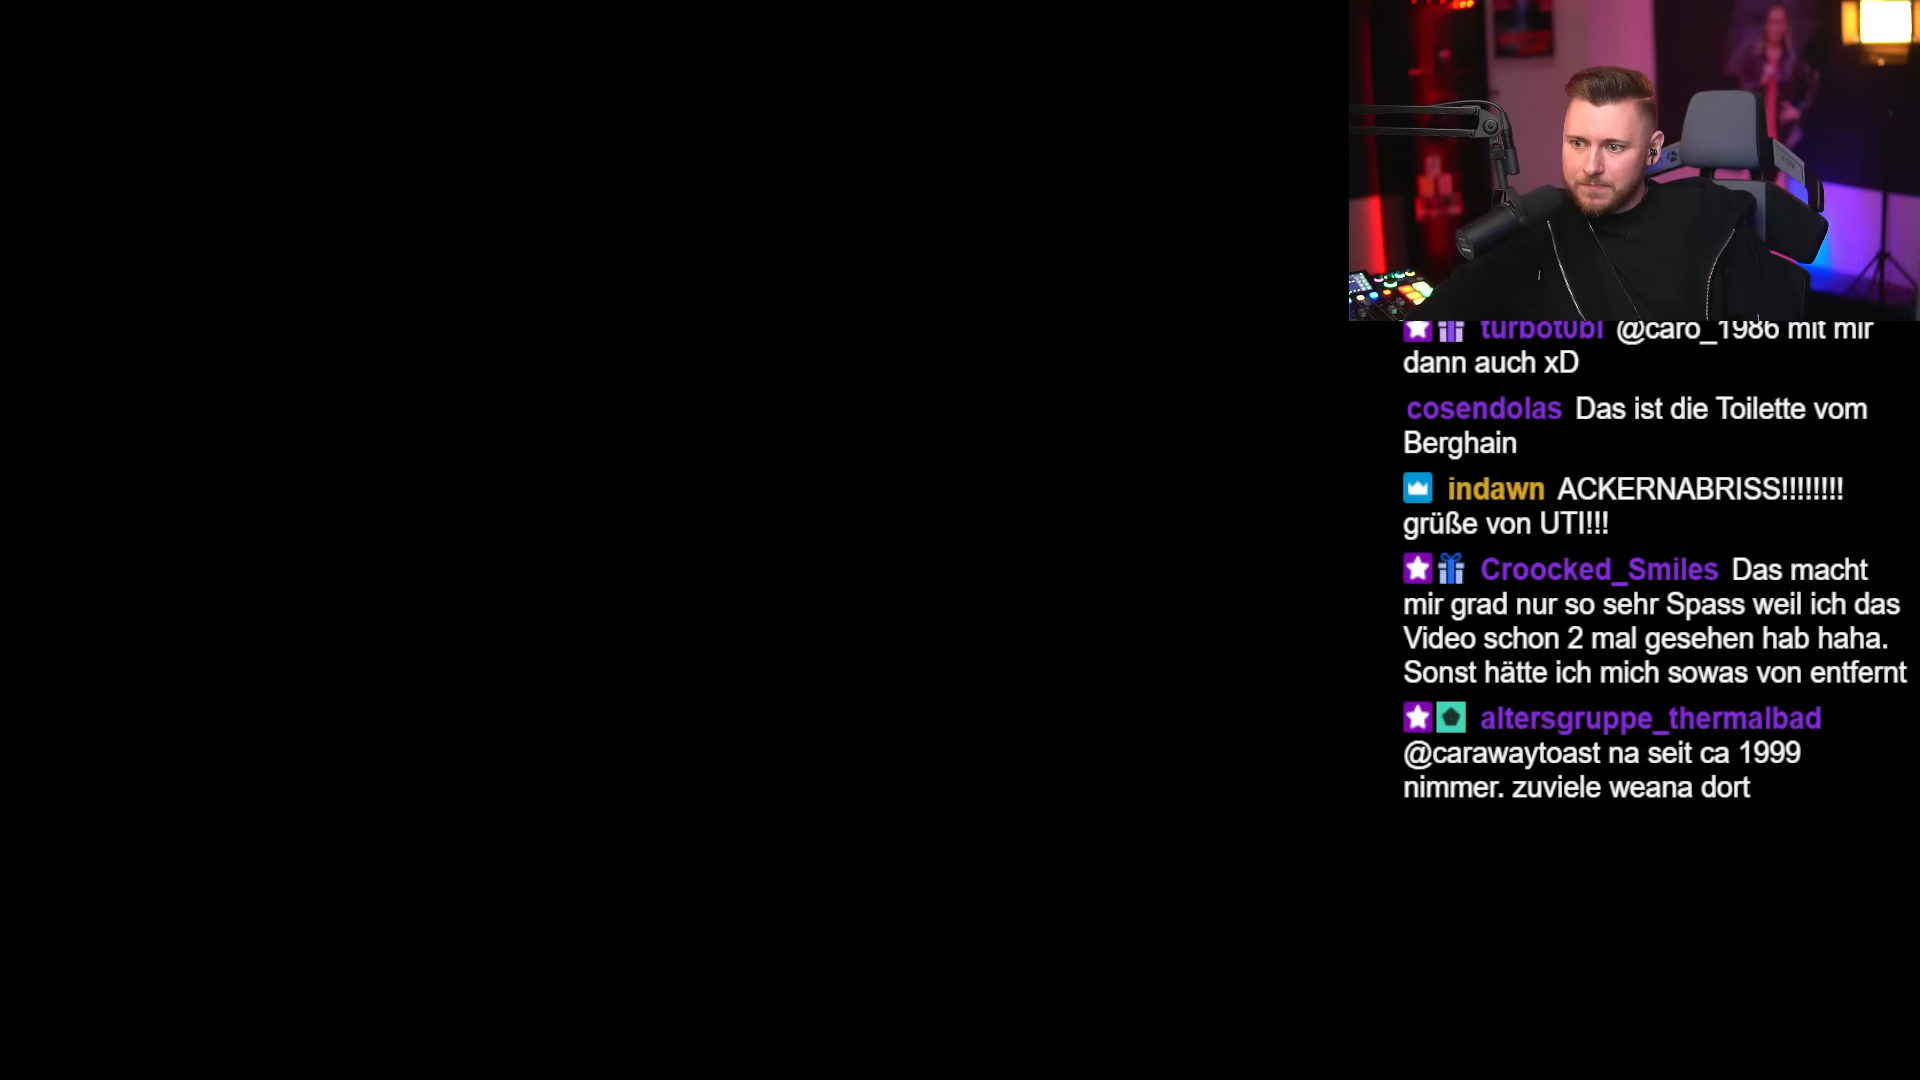 turbot0bi @caro_1986 mit mir
dann auch xD
cosendolas Das ist die Toilette vom
Berghain
indawn ACKERNABRISS!!!!!!!!
grüße von UTI!!!
Croocked_Smiles Das macht
mir grad nur so sehr Spass weil ich das
Video schon 2 mal gesehen hab haha.
Sonst hätte ich mich sowas von entfernt
altersgruppe_thermalbad
@carawaytoast na seit ca 1999
nimmer. zuviele weana dort